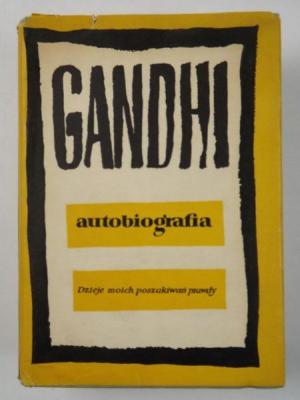 GANDHI
autobiografia
Dzieje moich poszukiwań prawdy